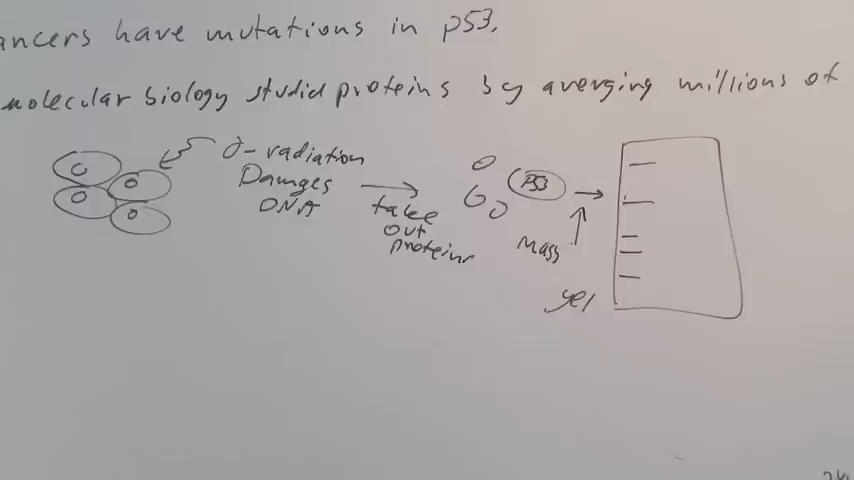 ancers have mutations in p53.
molecular biology studied proteins by averging millions of
γ-radiation
Damges
DNA
take
out
proteins
P53
Mass
gel